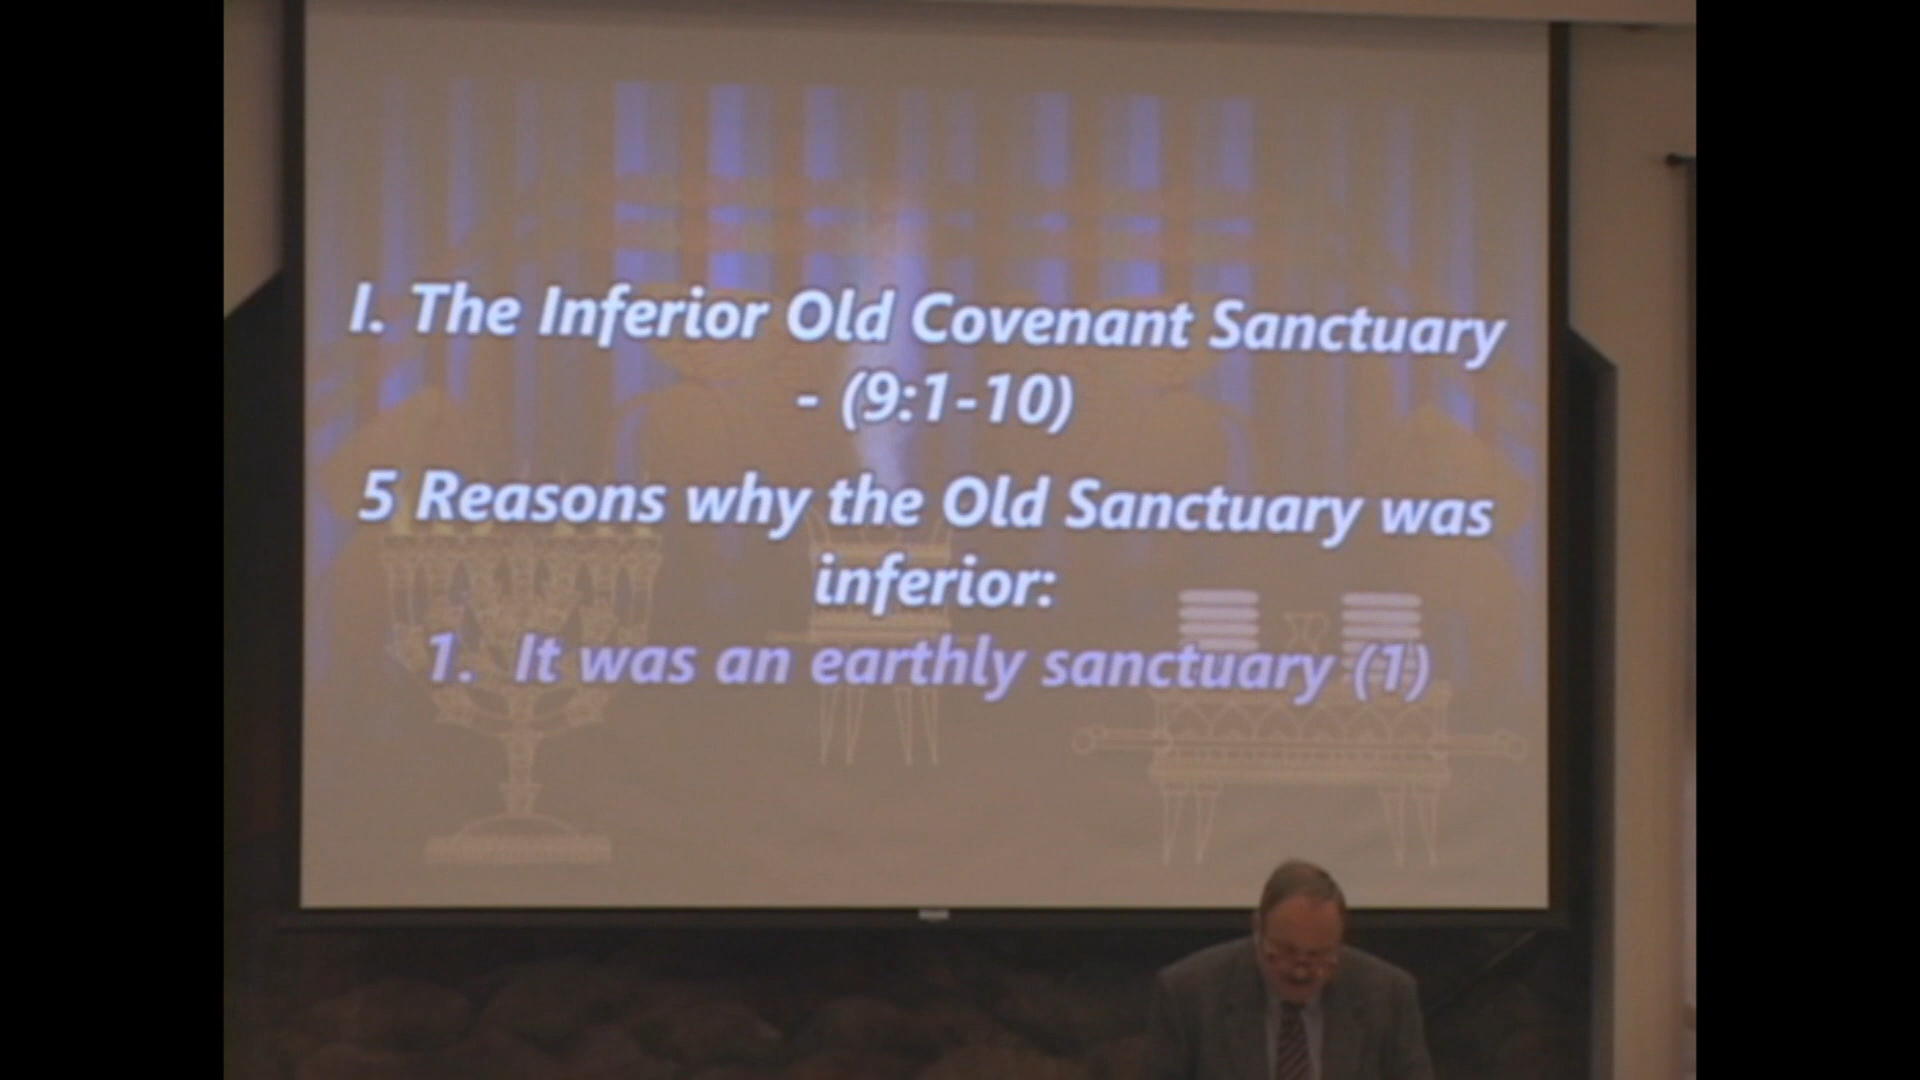 I. The Inferior Old Covenant Sanctuary
- (9:1-10)
5 Reasons why the Old Sanctuary was
inferior:
1. It was an earthly sanctuary (1)